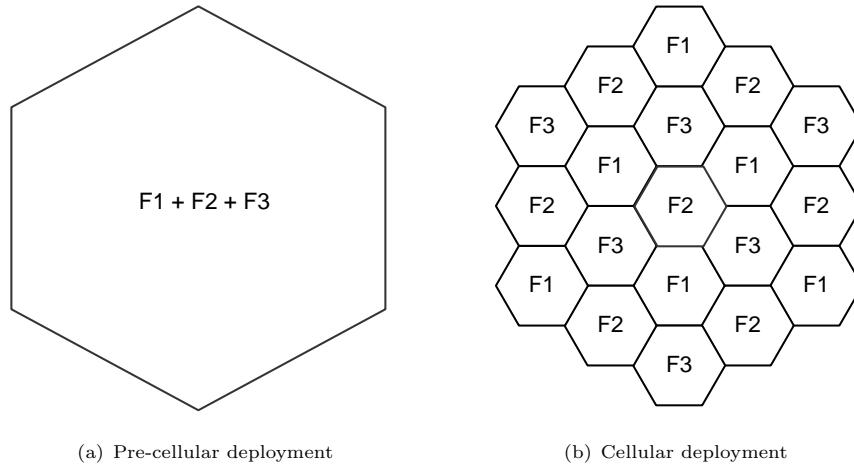 F1 + F2 + F3
F1
F2 F2
F3 F3 F3
F1 F1
F2 F2 F2
F3 F3
F1 F1 F1
F2 F2
F3
(a) Pre-cellular deployment
(b) Cellular deployment